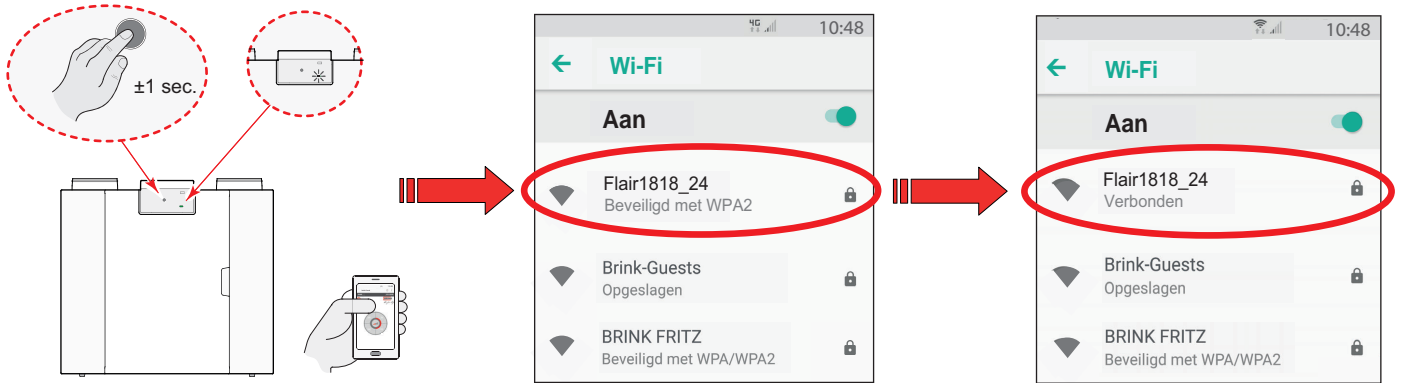 ±1 sec.
4G 10:48
Wi-Fi
Aan
Flair1818_24
Beveiligd met WPA2
Brink-Guests
Opgeslagen
BRINK FRITZ
Beveiligd met WPA/WPA2
10:48
Wi-Fi
Aan
Flair1818_24
Verbonden
Brink-Guests
Opgeslagen
BRINK FRITZ
Beveiligd met WPA/WPA2